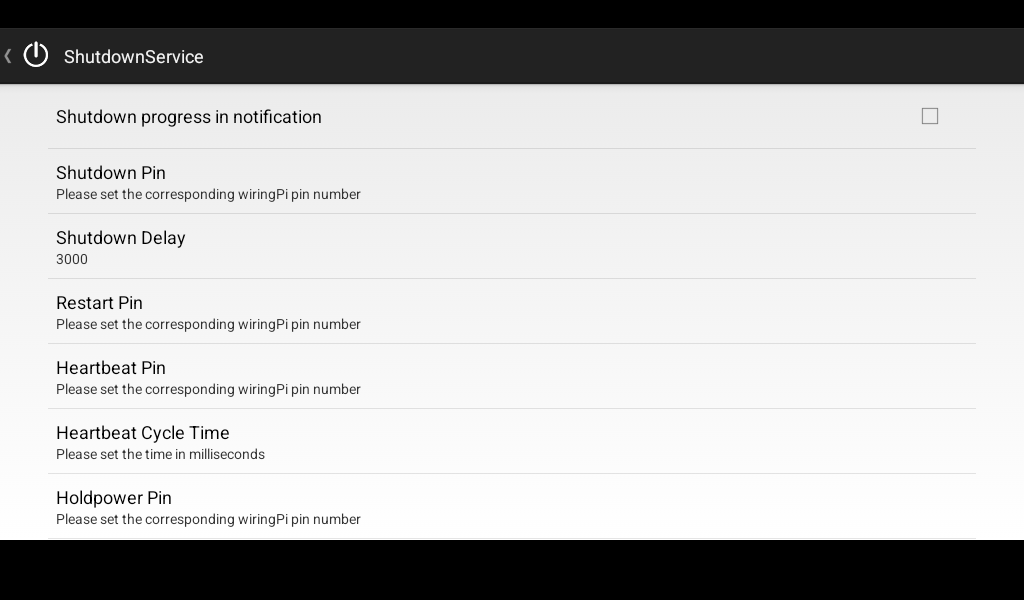 ShutdownService
Shutdown progress in notification
Shutdown Pin
Please set the corresponding wiringPi pin number
Shutdown Delay
3000
Restart Pin
Please set the corresponding wiringPi pin number
Heartbeat Pin
Please set the corresponding wiringPi pin number
Heartbeat Cycle Time
Please set the time in milliseconds
Holdpower Pin
Please set the corresponding wiringPi pin number